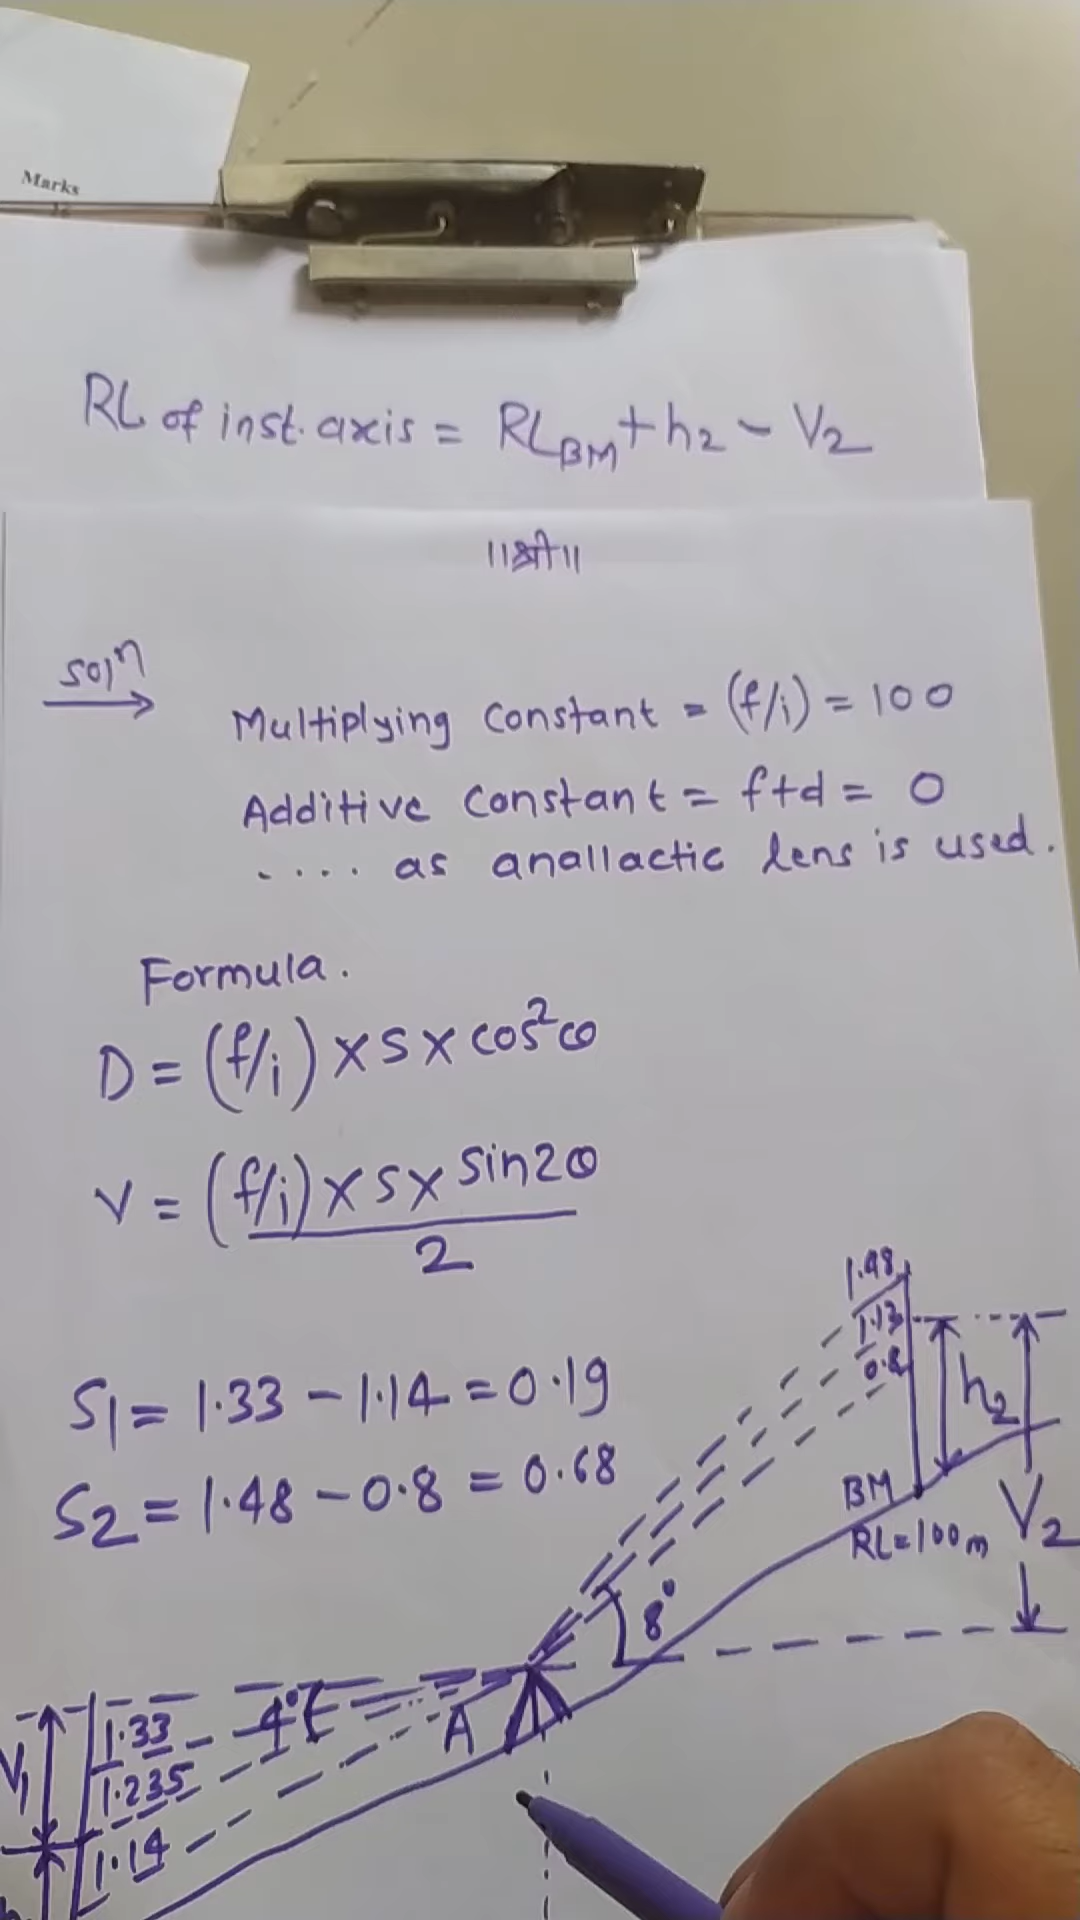 Marks
RL of inst. axis = RL BM + h2 - V2
॥श्री॥
Solⁿ
Multiplying Constant = (f/i) = 100
Additive Constant = f+d = 0
.... as anallactic lens is used.
Formula.
D = (f/i) × S × cos²θ
V = (f/i) × S × sin2θ
2
S1 = 1.33 - 1.14 = 0.19
S2 = 1.48 - 0.8 = 0.68
1.48
1.13
0.8
h2
BM
RL=100m
V2
8°
4°
A
V1
1.33
1.235
1.14